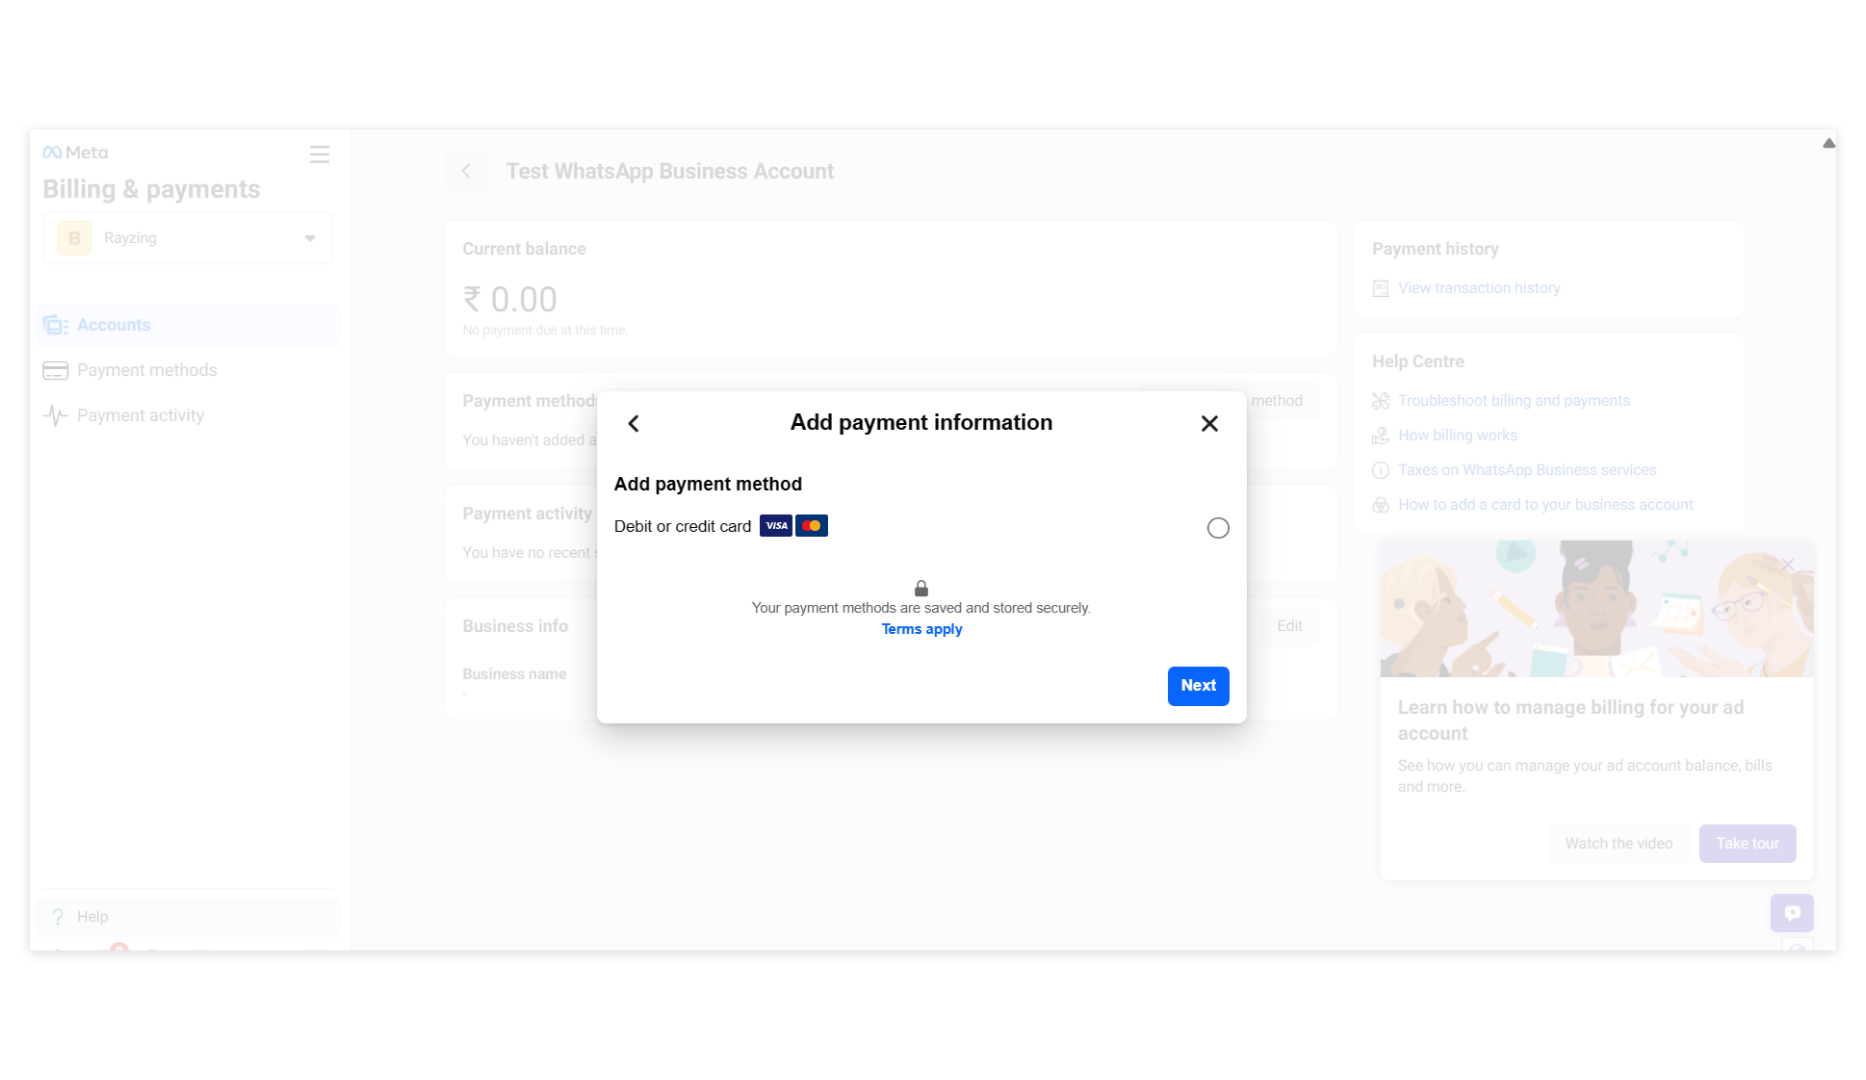 Meta
Billing & payments
B Rayzing
Accounts
Payment methods
Payment activity
Help
Test WhatsApp Business Account
Current balance
₹ 0.00
No payment due at this time.
Payment methods
method
You haven't added a
Payment activity
You have no recent
Business info
Edit
Business name
-
Add payment information
Add payment method
Debit or credit card VISA
Your payment methods are saved and stored securely.
Terms apply
Next
Payment history
View transaction history
Help Centre
Troubleshoot billing and payments
How billing works
Taxes on WhatsApp Business services
How to add a card to your business account
Learn how to manage billing for your ad
account
See how you can manage your ad account balance, bills
and more.
Watch the video
Take tour